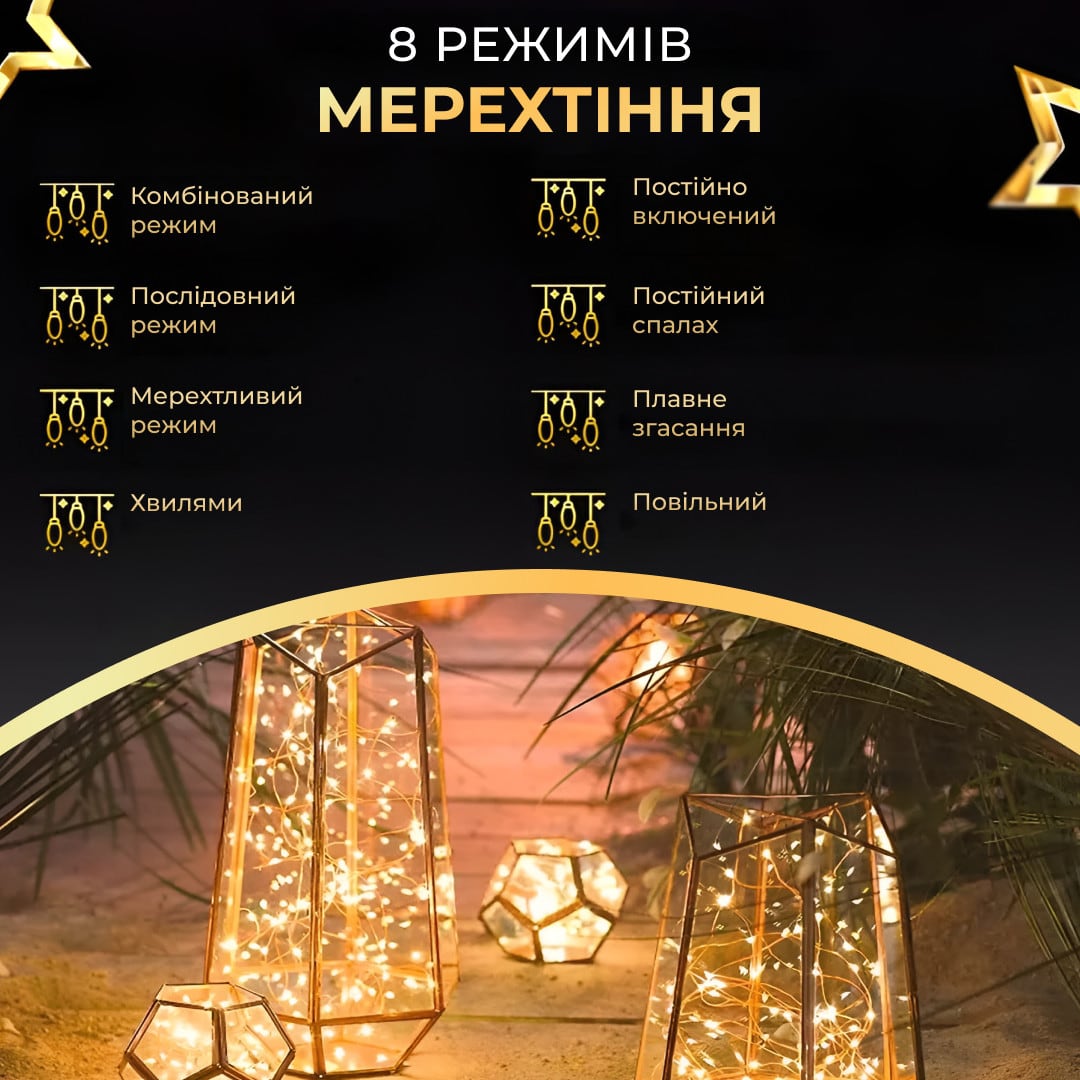 8 РЕЖИМІВ
МЕРЕХТІННЯ
Комбінований
режим
Послідовний
режим
Мерехтливий
режим
Хвилями
Постійно
включений
Постійний
спалах
Плавне
згасання
Повільний